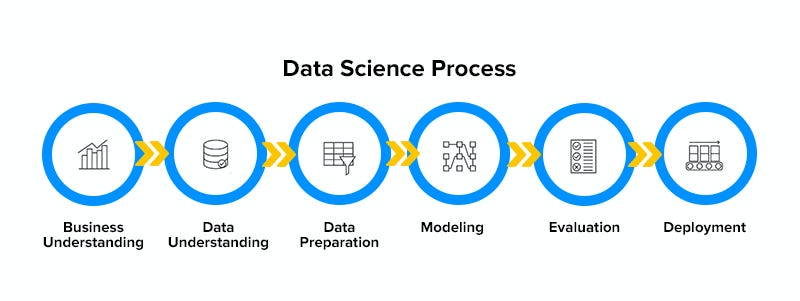 Data Science Process
Business
Understanding
Data
Understanding
Data
Preparation
Modeling
Evaluation
Deployment